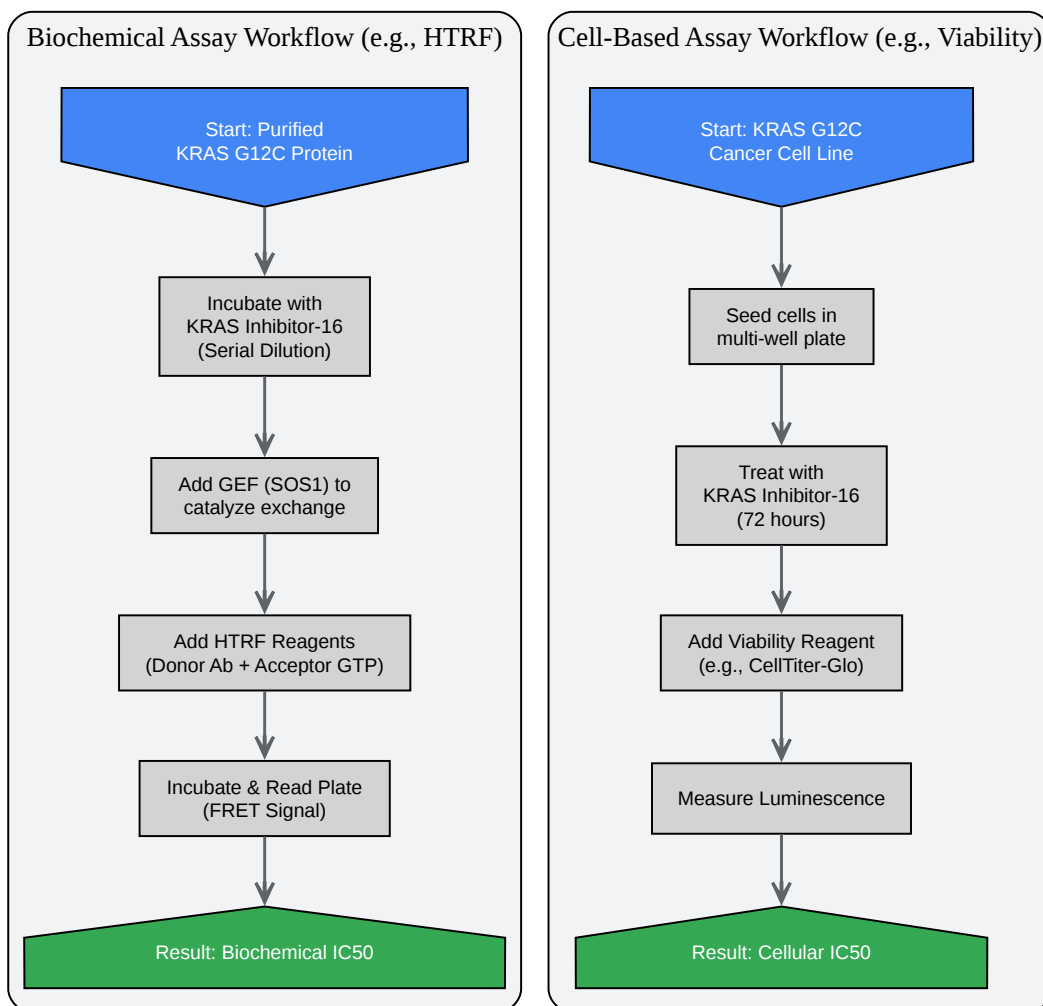 Biochemical Assay Workflow (e.g., HTRF)
Start: Purified
KRAS G12C Protein
Incubate with
KRAS Inhibitor-16
(Serial Dilution)
Add GEF (SOS1) to
catalyze exchange
Add HTRF Reagents
(Donor Ab + Acceptor GTP)
Incubate & Read Plate
(FRET Signal)
Result: Biochemical IC50
Cell-Based Assay Workflow (e.g., Viability)
Start: KRAS G12C
Cancer Cell Line
Seed cells in
multi-well plate
Treat with
KRAS Inhibitor-16
(72 hours)
Add Viability Reagent
(e.g., CellTiter-Glo)
Measure Luminescence
Result: Cellular IC50